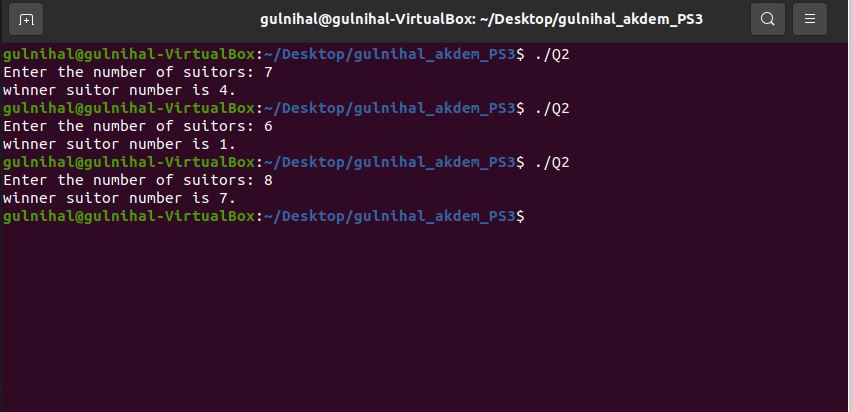 gulnihal@gulnihal-VirtualBox: ~/Desktop/gulnihal_akdem_PS3
gulnihal@gulnihal-VirtualBox:~/Desktop/gulnihal_akdem_PS3$ ./Q2
Enter the number of suitors: 7
winner suitor number is 4.
gulnihal@gulnihal-VirtualBox:~/Desktop/gulnihal_akdem_PS3$ ./Q2
Enter the number of suitors: 6
winner suitor number is 1.
gulnihal@gulnihal-VirtualBox:~/Desktop/gulnihal_akdem_PS3$ ./Q2
Enter the number of suitors: 8
winner suitor number is 7.
gulnihal@gulnihal-VirtualBox:~/Desktop/gulnihal_akdem_PS3$